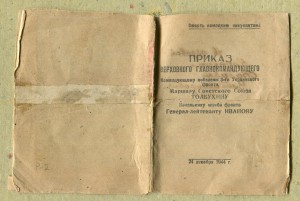 Смерть немецким оккупантам!
ПРИКАЗ
ВЕРХОВНОГО ГЛАВНОКОМАНДУЮЩЕГО
Командующему войсками 3-го Украинского
фронта
Маршалу Советского Союза
ТОЛБУХИНУ
Начальнику штаба фронта
Генерал-лейтенанту ИВАНОВУ
24 декабря 1944 г.